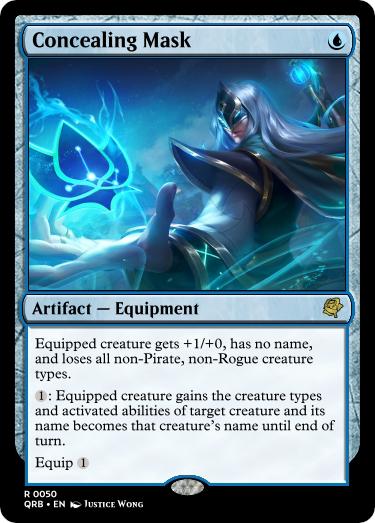 Concealing Mask
Artifact — Equipment
Equipped creature gets +1/+0, has no name,
and loses all non-Pirate, non-Rogue creature
types.
1: Equipped creature gains the creature types
and activated abilities of target creature and its
name becomes that creature's name until end of
turn.
Equip 1
R 0050
QRB • EN Justice Wong